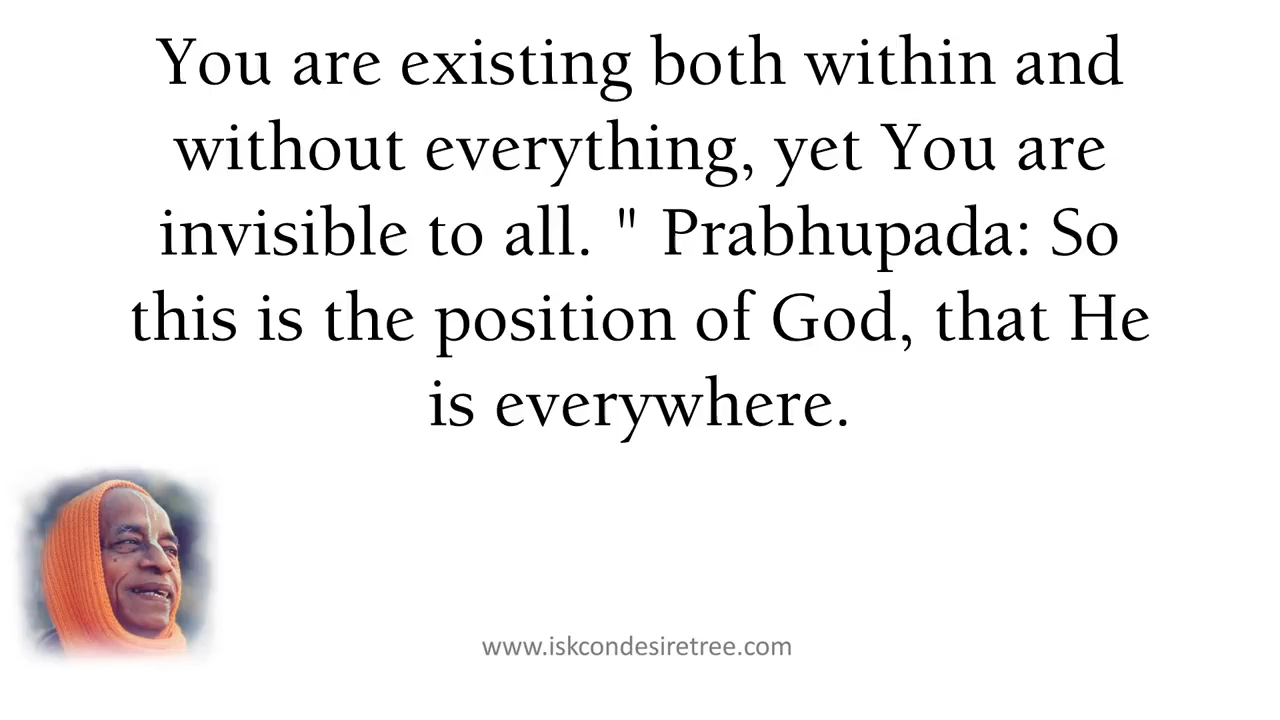 You are existing both within and
without everything, yet You are
invisible to all. " Prabhupada: So
this is the position of God, that He
is everywhere.
www.iskcondesiretree.com